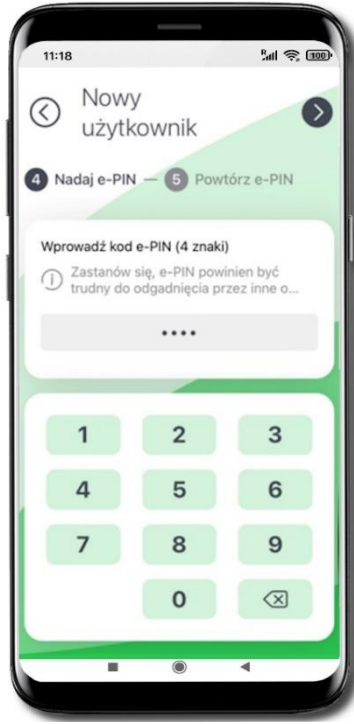 11:18
R
100
Nowy
użytkownik
4 Nadaj e-PIN — 5 Powtórz e-PIN
Wprowadź kod e-PIN (4 znaki)
Zastanów się, e-PIN powinien być
trudny do odgadnięcia przez inne o...
••••
1 2 3
4 5 6
7 8 9
0